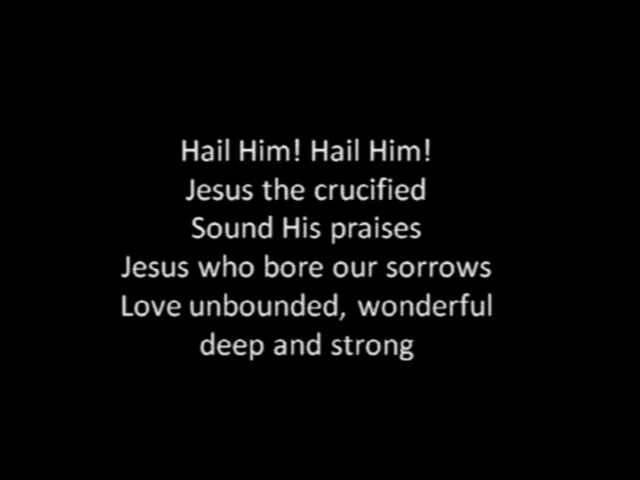 Hail Him! Hail Him!
Jesus the crucified
Sound His praises
Jesus who bore our sorrows
Love unbounded, wonderful
deep and strong